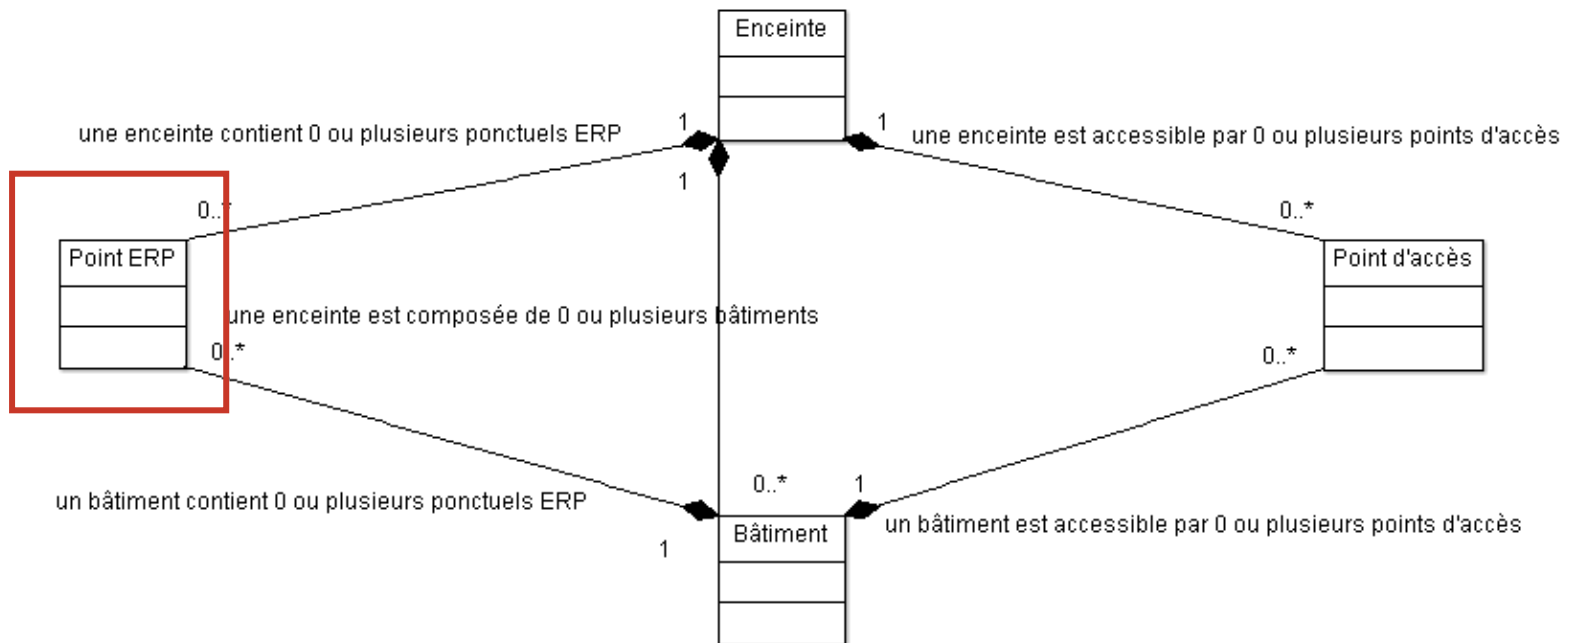 Enceinte
une enceinte contient 0 ou plusieurs ponctuels ERP
1
1
une enceinte est accessible par 0 ou plusieurs points d'accès
1
0..*
0..*
Point ERP
Point d'accès
une enceinte est composée de 0 ou plusieurs bâtiments
0..*
0..*
un bâtiment contient 0 ou plusieurs ponctuels ERP
0..*
1
un bâtiment est accessible par 0 ou plusieurs points d'accès
1
Bâtiment